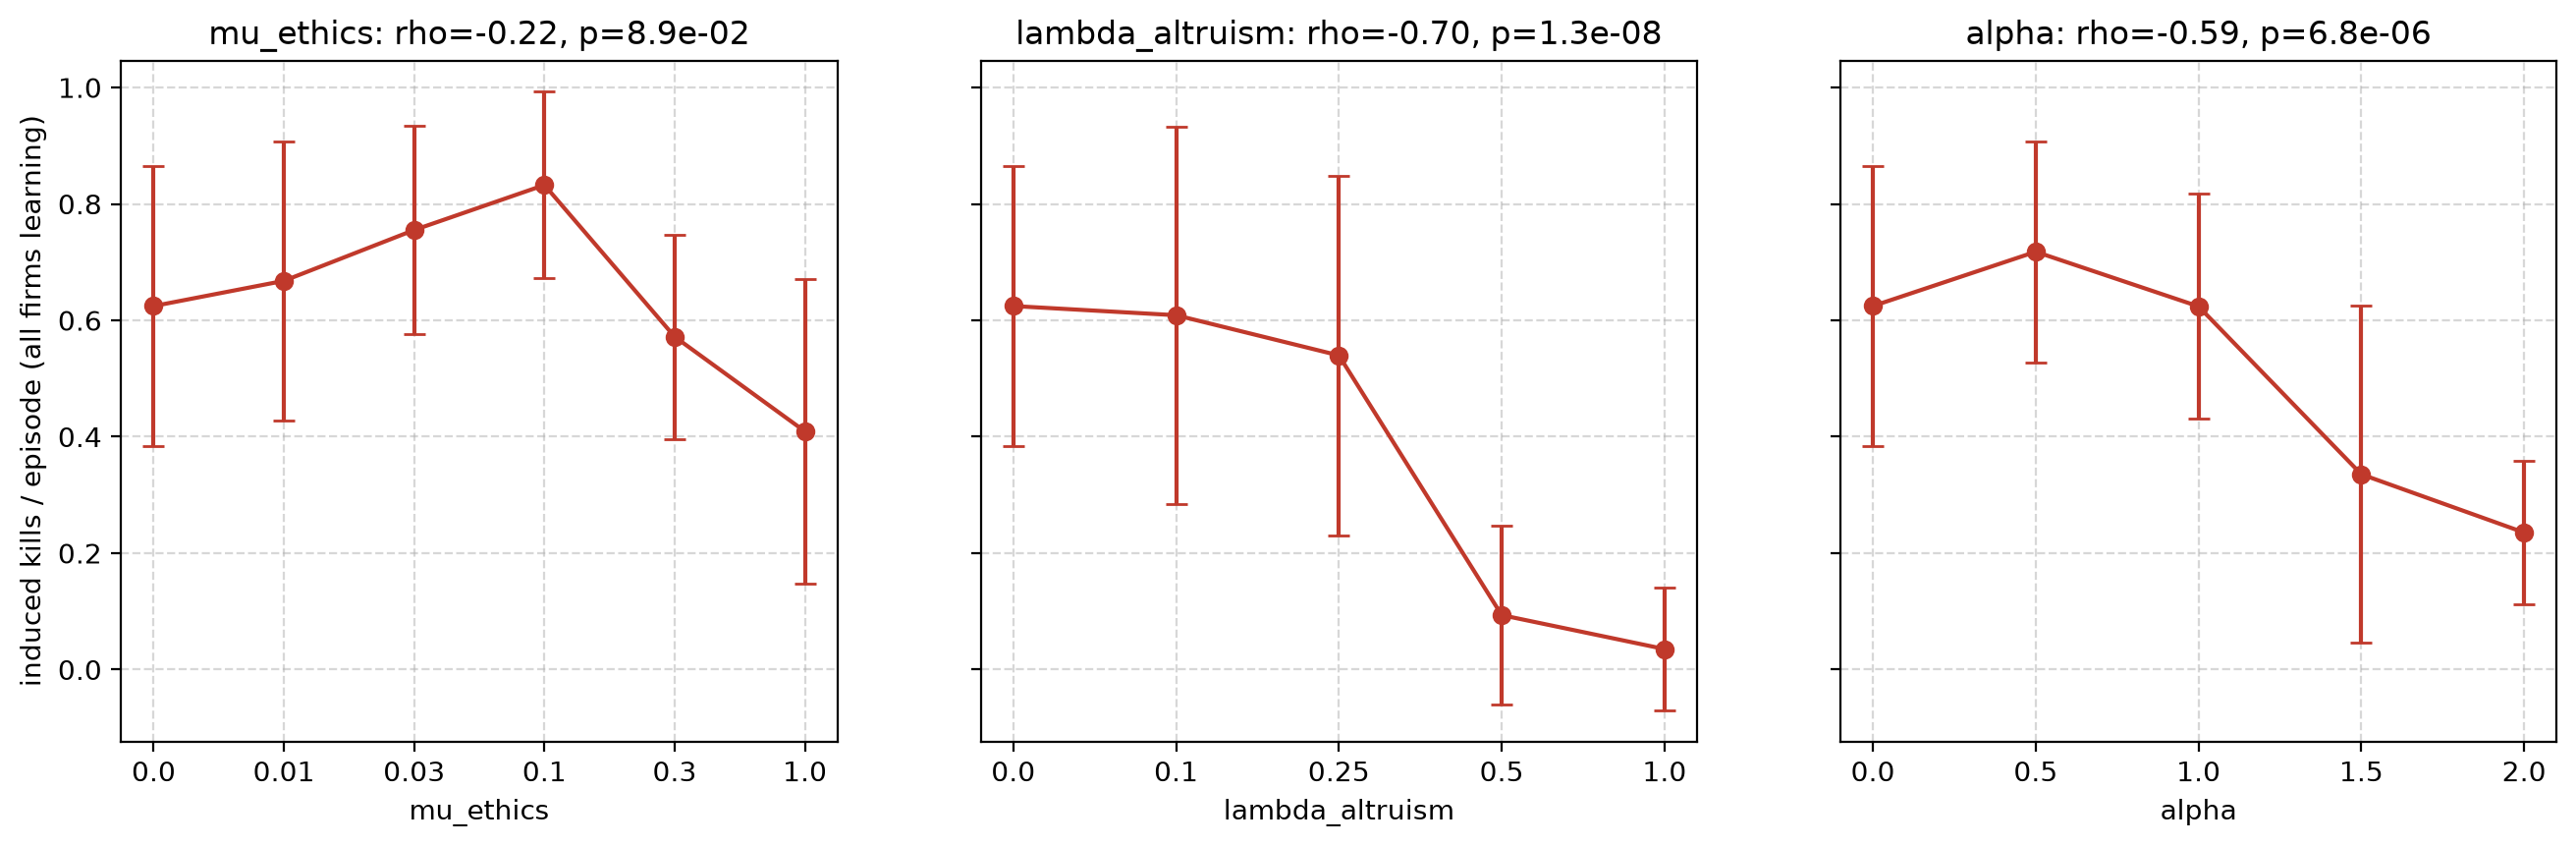 mu_ethics: rho=-0.22, p=8.9e-02
lambda_altruism: rho=-0.70, p=1.3e-08
alpha: rho=-0.59, p=6.8e-06
induced kills / episode (all firms learning)
1.0
0.8
0.6
0.4
0.2
0.0
0.0 0.01 0.03 0.1 0.3 1.0
mu_ethics
0.0 0.1 0.25 0.5 1.0
lambda_altruism
0.0 0.5 1.0 1.5 2.0
alpha